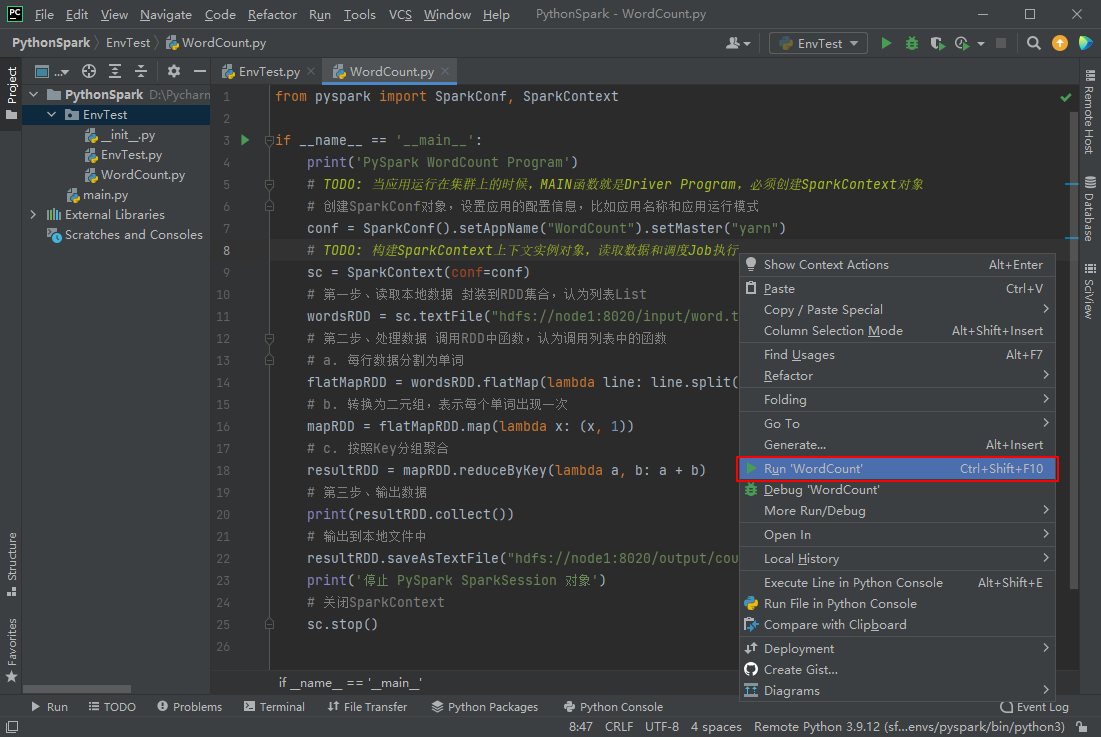 PC File Edit View Navigate Code Refactor Run Tools VCS Window Help PythonSpark - WordCount.py
PythonSpark EnvTest WordCount.py EnvTest
Project
... EnvTest.py WordCount.py
PythonSpark D:\Pycharm
EnvTest
__init__.py
EnvTest.py
WordCount.py
main.py
External Libraries
Scratches and Consoles
Structure
Favorites
1 from pyspark import SparkConf, SparkContext
2
3 if __name__ == '__main__':
4 print('PySpark WordCount Program')
5 # TODO: 当应用运行在集群上的时候，MAIN函数就是Driver Program，必须创建SparkContext对象
6 # 创建SparkConf对象，设置应用的配置信息，比如应用名称和应用运行模式
7 conf = SparkConf().setAppName("WordCount").setMaster("yarn")
8 # TODO: 构建SparkContext上下文实例对象，读取数据和调度Job执行
9 sc = SparkContext(conf=conf)
10 # 第一步、读取本地数据 封装到RDD集合，认为列表List
11 wordsRDD = sc.textFile("hdfs://node1:8020/input/word.t
12 # 第二步、处理数据 调用RDD中函数，认为调用列表中的函数
13 # a. 每行数据分割为单词
14 flatMapRDD = wordsRDD.flatMap(lambda line: line.split(
15 # b. 转换为二元组，表示每个单词出现一次
16 mapRDD = flatMapRDD.map(lambda x: (x, 1))
17 # c. 按照Key分组聚合
18 resultRDD = mapRDD.reduceByKey(lambda a, b: a + b)
19 # 第三步、输出数据
20 print(resultRDD.collect())
21 # 输出到本地文件中
22 resultRDD.saveAsTextFile("hdfs://node1:8020/output/cou
23 print('停止 PySpark SparkSession 对象')
24 # 关闭SparkContext
25 sc.stop()
26
if __name__ == '__main__'
Show Context Actions Alt+Enter
Paste Ctrl+V
Copy / Paste Special
Column Selection Mode Alt+Shift+Insert
Find Usages Alt+F7
Refactor
Folding
Go To
Generate... Alt+Insert
Run 'WordCount' Ctrl+Shift+F10
Debug 'WordCount'
More Run/Debug
Open In
Local History
Execute Line in Python Console Alt+Shift+E
Run File in Python Console
Compare with Clipboard
Deployment
Create Gist...
Diagrams
Remote Host
Database
SciView
Run TODO Problems Terminal File Transfer Python Packages Python Console Event Log
8:47 CRLF UTF-8 4 spaces Remote Python 3.9.12 (sf...envs/pyspark/bin/python3)